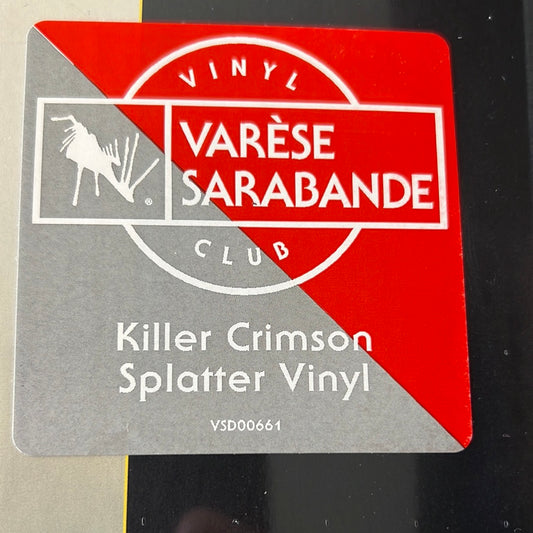 VINYL
VARÈSE
SARABANDE
®
CLUB
Killer Crimson
Splatter Vinyl
VSD00661